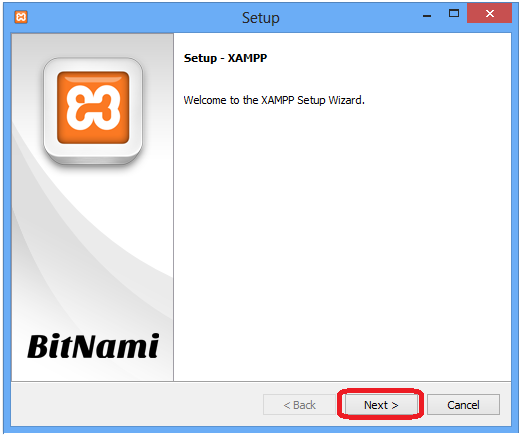 Setup
Setup - XAMPP
Welcome to the XAMPP Setup Wizard.
BitNami
< Back
Next >
Cancel